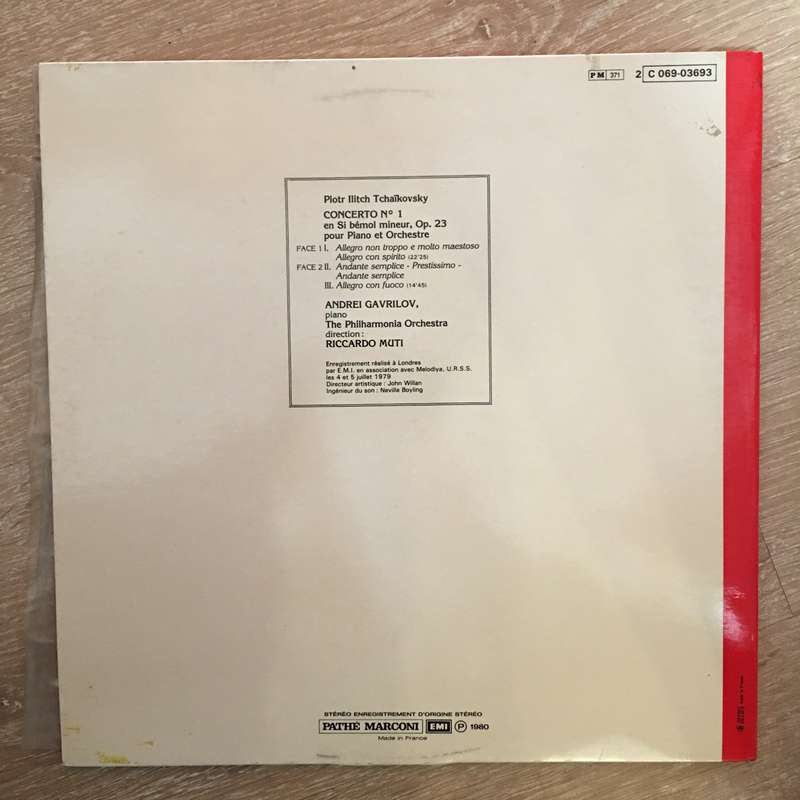 PM 371 2 C 069-03693
Piotr Ilitch Tchaïkovsky
CONCERTO Nº 1
en Si bémol mineur, Op. 23
pour Piano et Orchestre
FACE 1 I. Allegro non troppo e molto maestoso
Allegro con spirito (22'25)
FACE 2 II. Andante semplice - Prestissimo -
Andante semplice
III. Allegro con fuoco (14'45)
ANDREI GAVRILOV,
piano
The Philharmonia Orchestra
direction :
RICCARDO MUTI
Enregistrement réalisé à Londres
par E.M.I. en association avec Melodiya, U.R.S.S.
les 4 et 5 juillet 1979
Directeur artistique : John Willan
Ingénieur du son : Neville Boyling
STÉRÉO ENREGISTREMENT D'ORIGINE STÉRÉO
PATHÉ MARCONI EMI ℗ 1980
Made in France